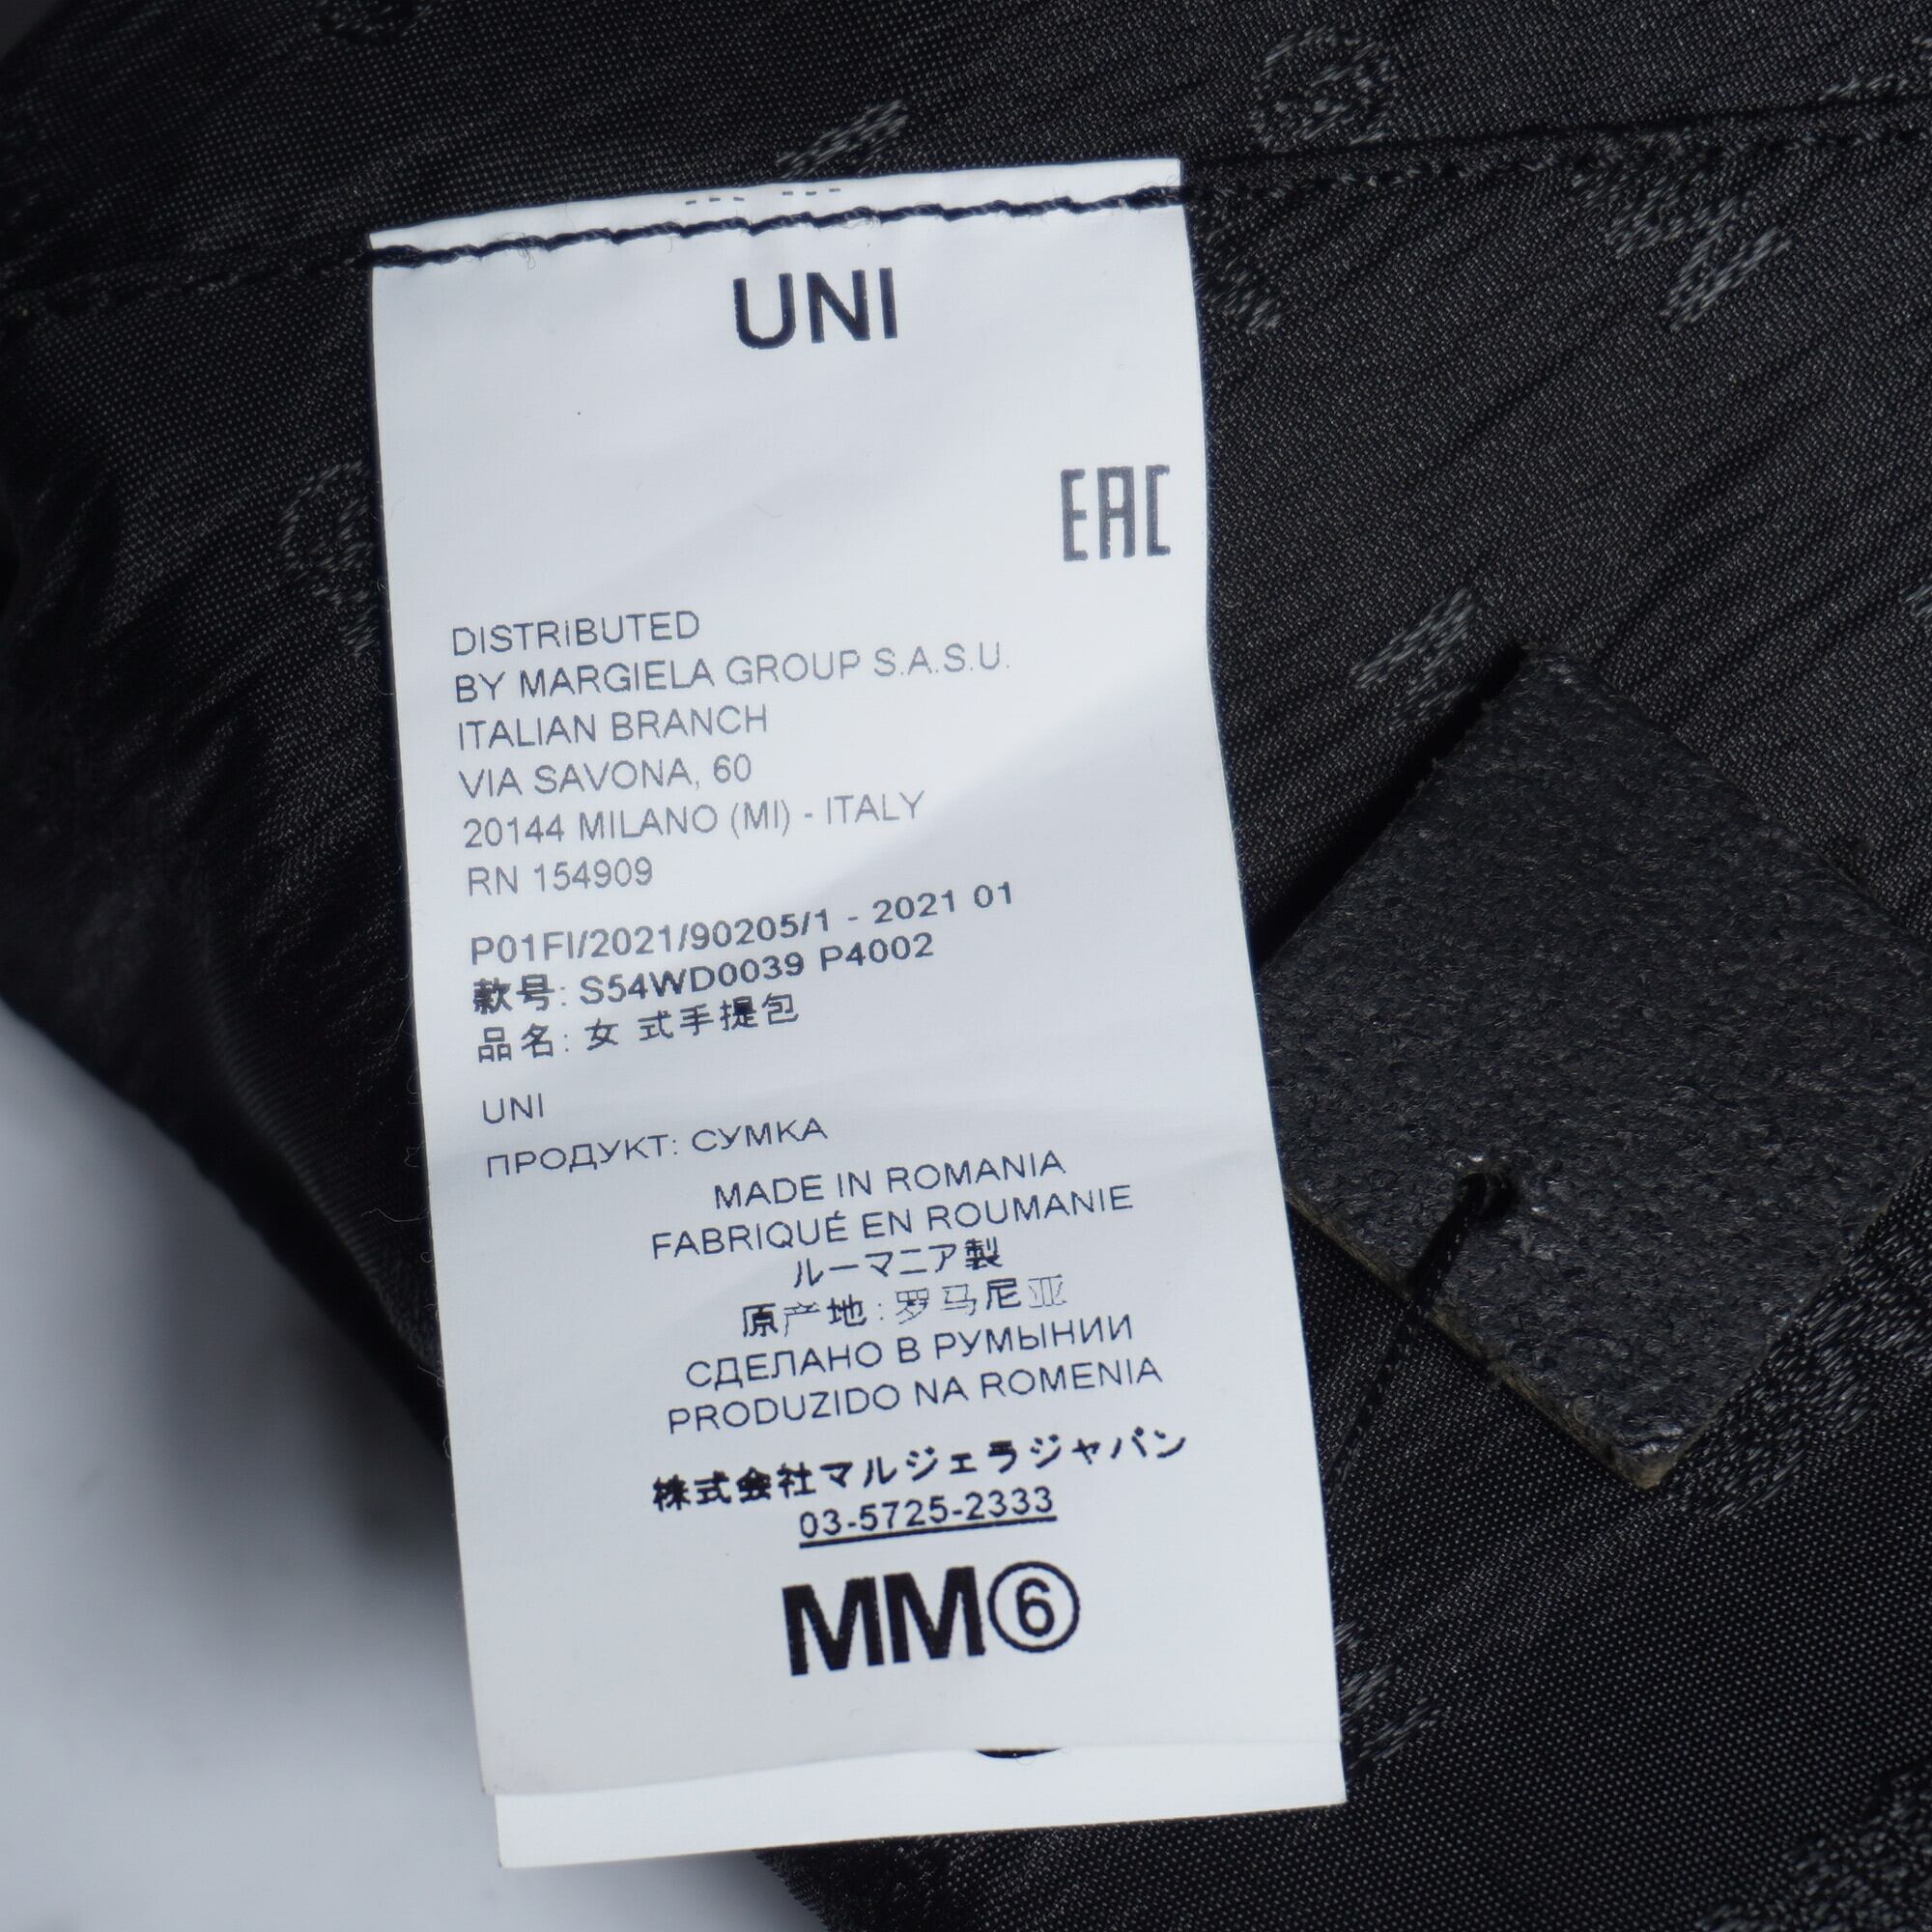 UNI
EAC
DISTRIBUTED
BY MARGIELA GROUP S.A.S.U.
ITALIAN BRANCH
VIA SAVONA, 60
20144 MILANO (MI) - ITALY
RN 154909
P01FI/2021/90205/1 - 2021 01
款号: S54WD0039 P4002
品名: 女 式手提包
UNI
ПРОДУКТ: СУМКА
MADE IN ROMANIA
FABRIQUÉ EN ROUMANIE
ルーマニア製
原产地: 罗马尼亚
СДЕЛАНО В РУМЫНИИ
PRODUZIDO NA ROMENIA
株式会社マルジェラジャパン
03-5725-2333
MM⑥